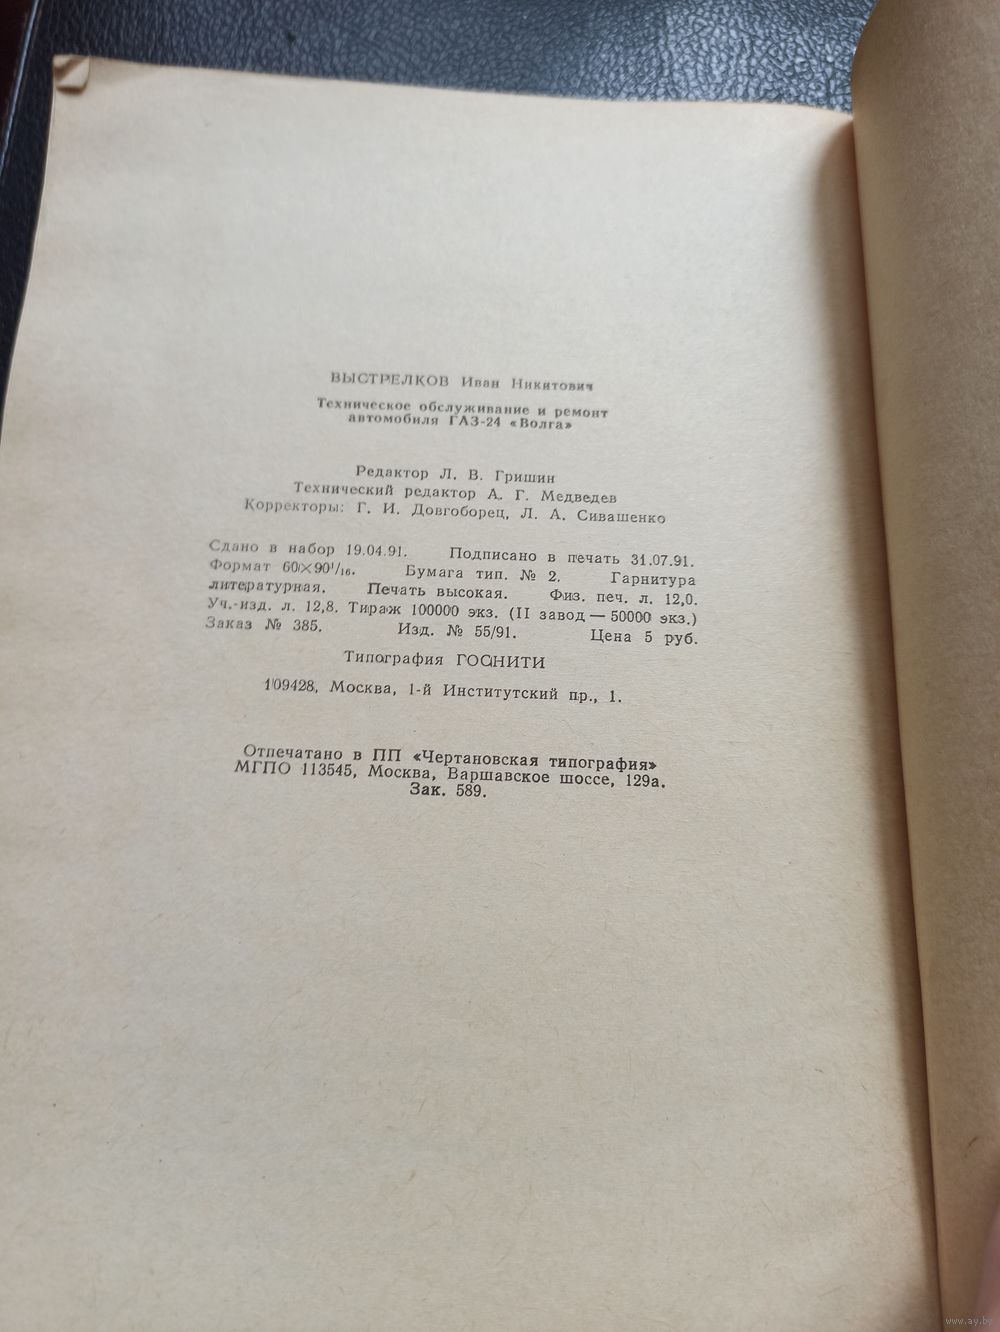 ВЫСТРЕЛКОВ Иван Никитович
Техническое обслуживание и ремонт
автомобиля ГАЗ-24 «Волга»
Редактор Л. В. Гришин
Технический редактор А. Г. Медведев
Корректоры: Г. И. Довгоборец, Л. А. Сивашенко
Сдано в набор 19.04.91. Подписано в печать 31.07.91.
Формат 60×90¹/₁₆. Бумага тип. № 2. Гарнитура
литературная. Печать высокая. Физ. печ. л. 12,0.
Уч.-изд. л. 12,8. Тираж 100000 экз. (II завод — 50000 экз.)
Заказ № 385. Изд. № 55/91. Цена 5 руб.
Типография ГОСНИТИ
109428, Москва, 1-й Институтский пр., 1.
Отпечатано в ПП «Чертановская типография»
МГПО 113545, Москва, Варшавское шоссе, 129а.
Зак. 589.
www.ay.by